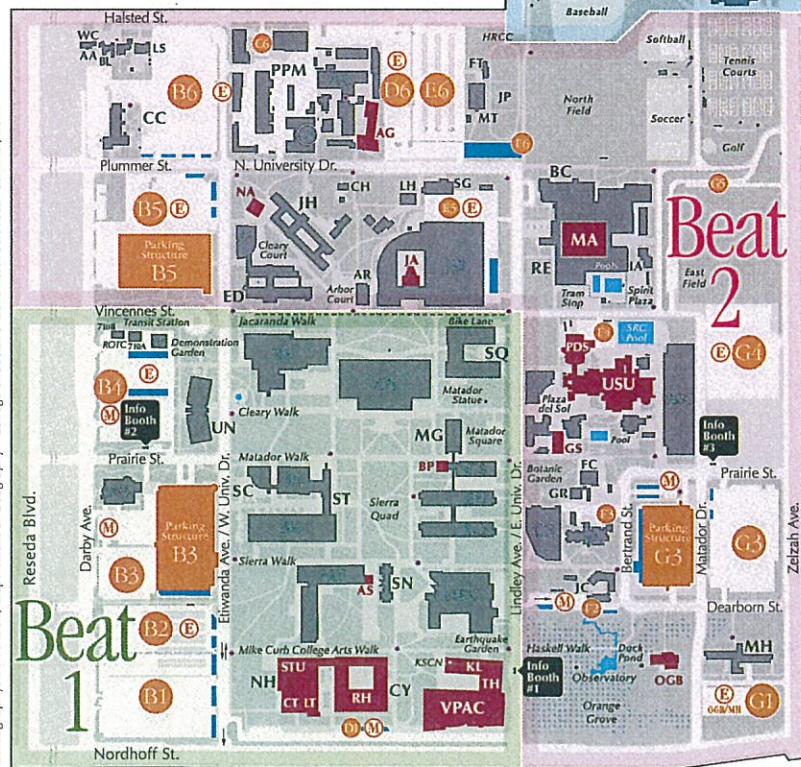 Halsted St.
Baseball
WC
AA
BL
LS
C6
HRCC
Softball
Tennis
Courts
PPM
E
FT
B6
E
D6
E6
JP
North
Field
CC
MT
Soccer
AG
F6
Golf
Plummer St.
N. University Dr.
BC
G5
NA
CH
LH
SG
B5
E
JH
E5
E
MA
Beat
2
Parking
Structure
B5
Cleary
Court
JA
RE
Pools
IA
East
Field
AR
Tram
Stop
Spirit
Plaza
ED
Arbor
Court
Vincennes St.
Transit Station
Jacaranda Walk
Bike Lane
ROTC
Demonstration
Garden
F4
SRC
Pool
SQ
PDS
E
G4
E
B4
USU
M
Matador
Statue
Plaza
del Sol
Info
Booth
#2
Cleary Walk
UN
MG
Matador
Square
Pool
Info
Booth
#3
GS
Prairie St.
Matador Walk
BP
Botanic
Garden
FC
M
Prairie St.
SC
ST
GR
Reseda Blvd.
Darby Ave.
Parking
Structure
B3
Etiwanda Ave. / W. Univ. Dr.
Sierra
Quad
Lindley Ave. / E. Univ. Dr.
F3
Bertrand St.
Parking
Structure
G3
Matador Dr.
G3
Zelzah Ave.
M
B3
Sierra Walk
SN
AS
JC
M
F2
Dearborn St.
Beat
1
B2
E
Earthquake
Garden
Haskell Walk
Duck
Pond
MH
Mike Curb College Arts Walk
KSCN
Info
Booth
#1
Observatory
OGB
STU
NH
KL
CY
TH
RH
CT
LT
VPAC
B1
Orange
Grove
E
OGB/MH
G1
D1
M
Nordhoff St.